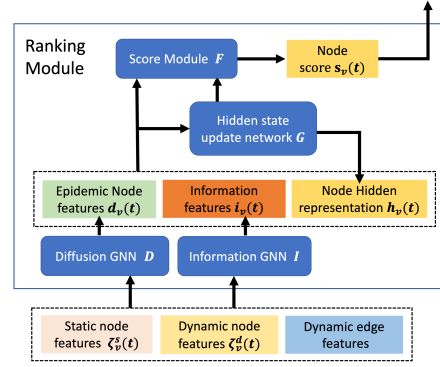 Ranking
Module
Score Module F
Node
score s_v(t)
Hidden state
update network G
Epidemic Node
features d_v(t)
Information
features i_v(t)
Node Hidden
representation h_v(t)
Diffusion GNN D
Information GNN I
Static node
features ζ_v^s(t)
Dynamic node
features ζ_v^d(t)
Dynamic edge
features